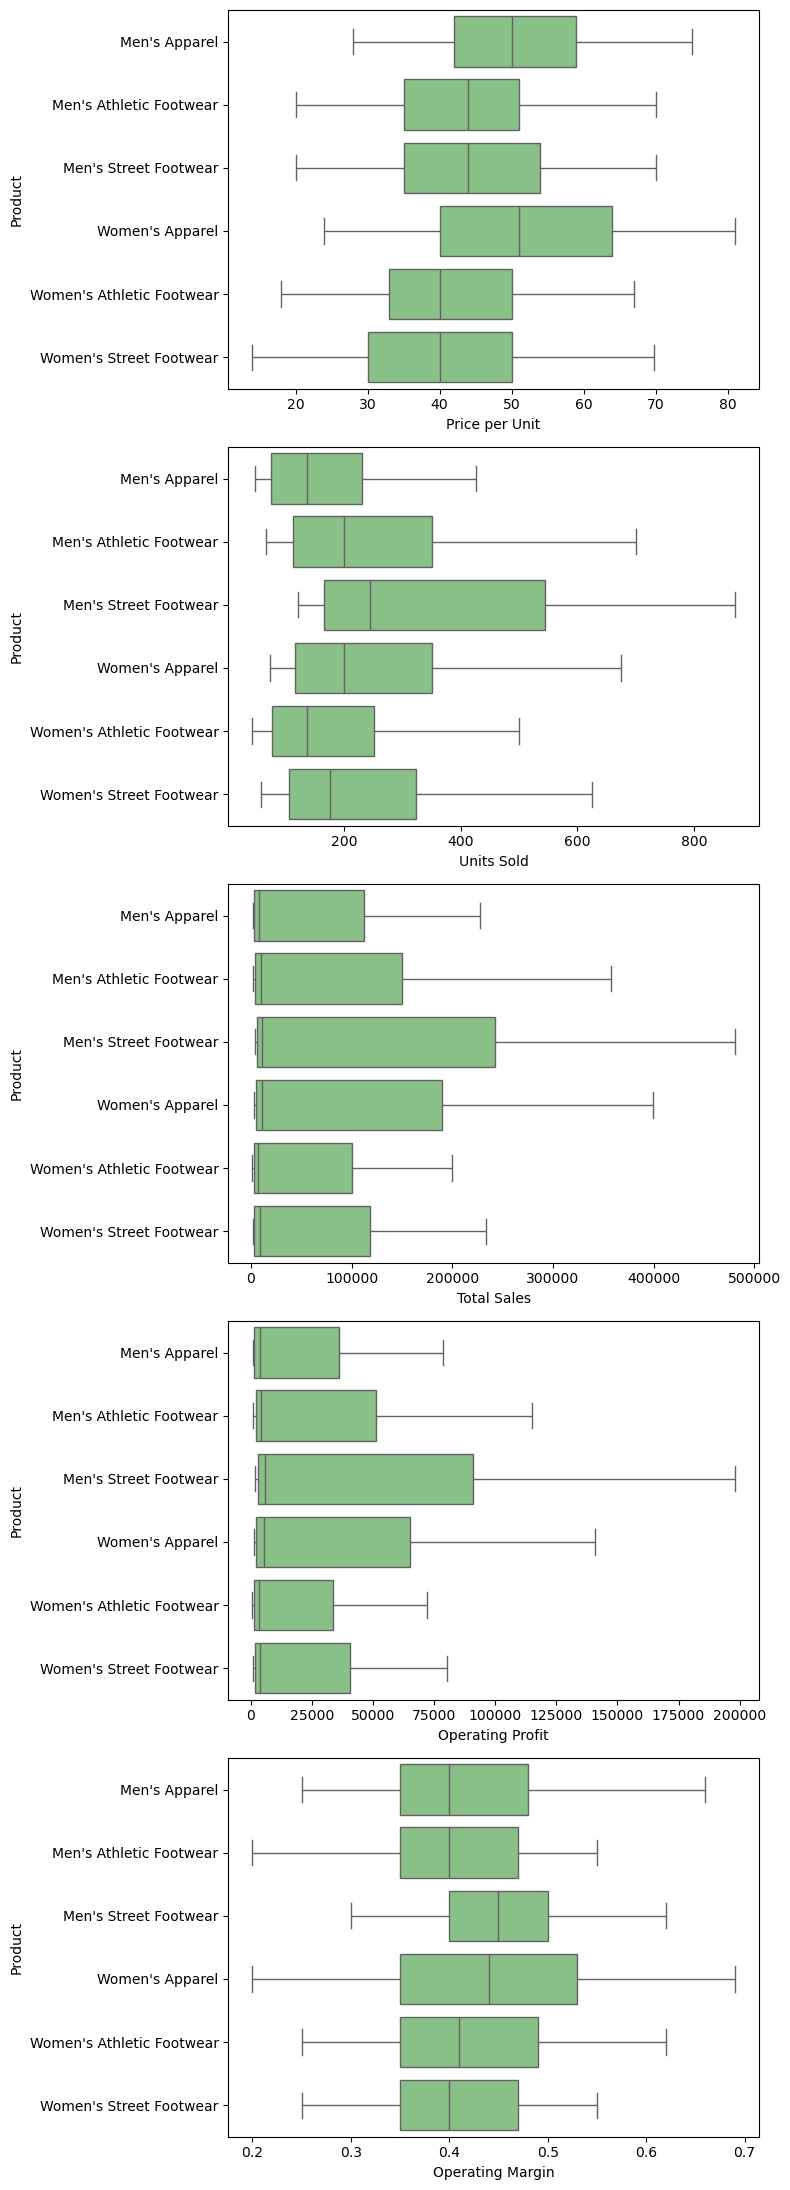 Product
Men's Apparel
Men's Athletic Footwear
Men's Street Footwear
Women's Apparel
Women's Athletic Footwear
Women's Street Footwear
20 30 40 50 60 70 80
Price per Unit
Product
Men's Apparel
Men's Athletic Footwear
Men's Street Footwear
Women's Apparel
Women's Athletic Footwear
Women's Street Footwear
200 400 600 800
Units Sold
Product
Men's Apparel
Men's Athletic Footwear
Men's Street Footwear
Women's Apparel
Women's Athletic Footwear
Women's Street Footwear
0 100000 200000 300000 400000 500000
Total Sales
Product
Men's Apparel
Men's Athletic Footwear
Men's Street Footwear
Women's Apparel
Women's Athletic Footwear
Women's Street Footwear
0 25000 50000 75000 100000 125000 150000 175000 200000
Operating Profit
Product
Men's Apparel
Men's Athletic Footwear
Men's Street Footwear
Women's Apparel
Women's Athletic Footwear
Women's Street Footwear
0.2 0.3 0.4 0.5 0.6 0.7
Operating Margin